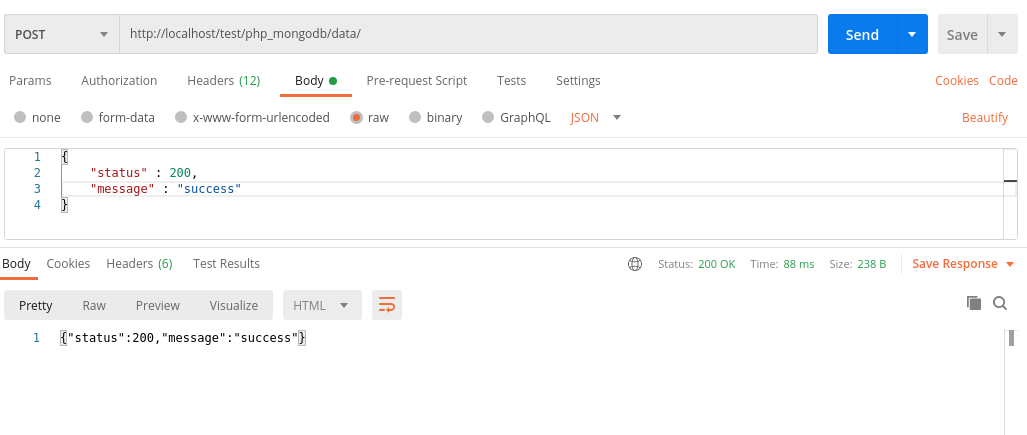 POST http://localhost/test/php_mongodb/data/ Send Save
Params Authorization Headers (12) Body Pre-request Script Tests Settings Cookies Code
none form-data x-www-form-urlencoded raw binary GraphQL JSON Beautify
1 {
2 "status" : 200,
3 "message" : "success"
4 }
Body Cookies Headers (6) Test Results Status: 200 OK Time: 88 ms Size: 238 B Save Response
Pretty Raw Preview Visualize HTML
1 {"status":200,"message":"success"}